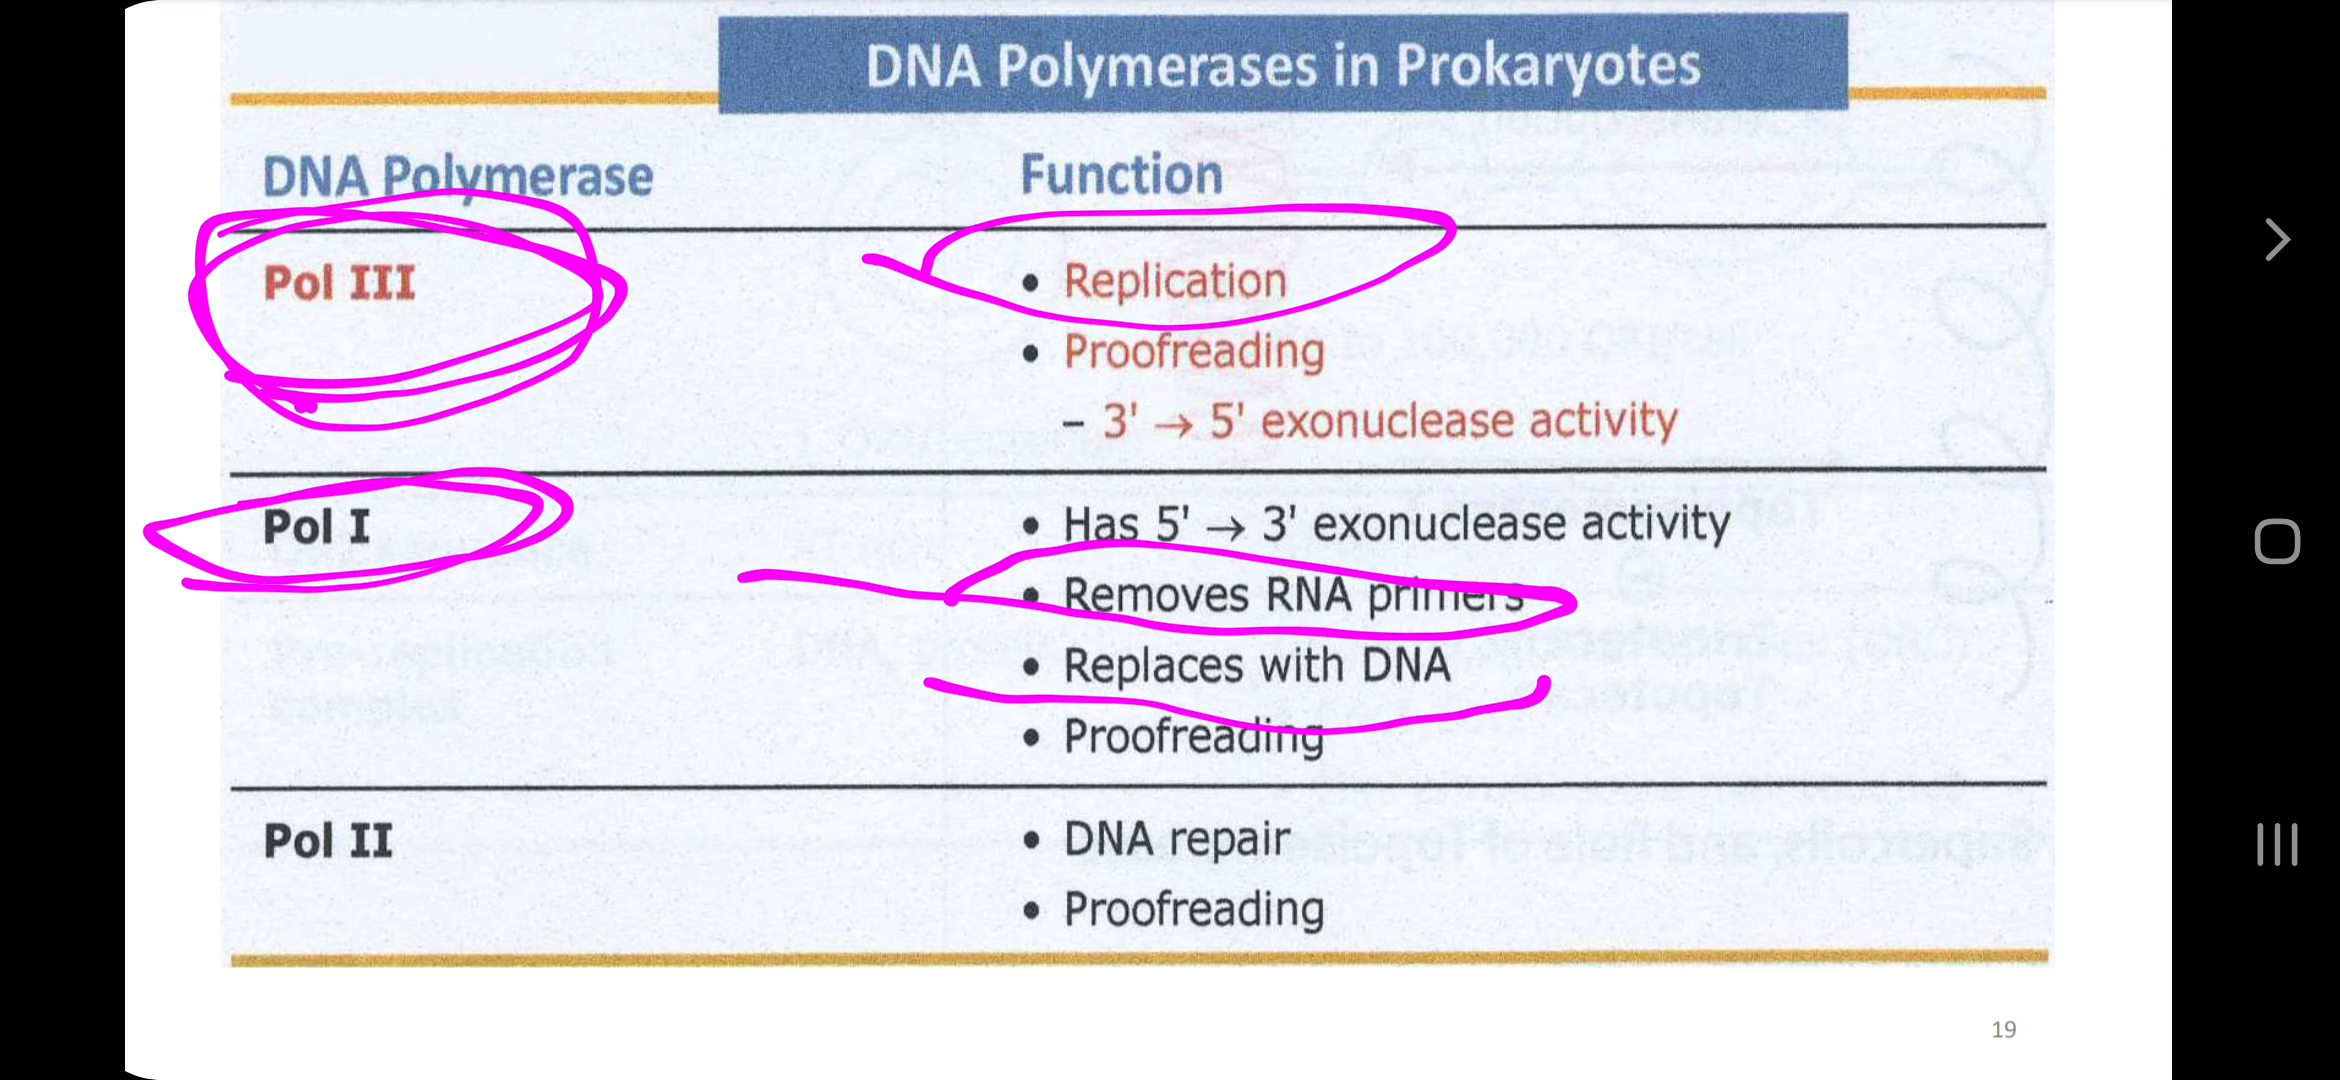 DNA Polymerases in Prokaryotes
DNA Polymerase Function
Pol III • Replication
• Proofreading
– 3' → 5' exonuclease activity
Pol I • Has 5' → 3' exonuclease activity
• Removes RNA primers
• Replaces with DNA
• Proofreading
Pol II • DNA repair
• Proofreading
19